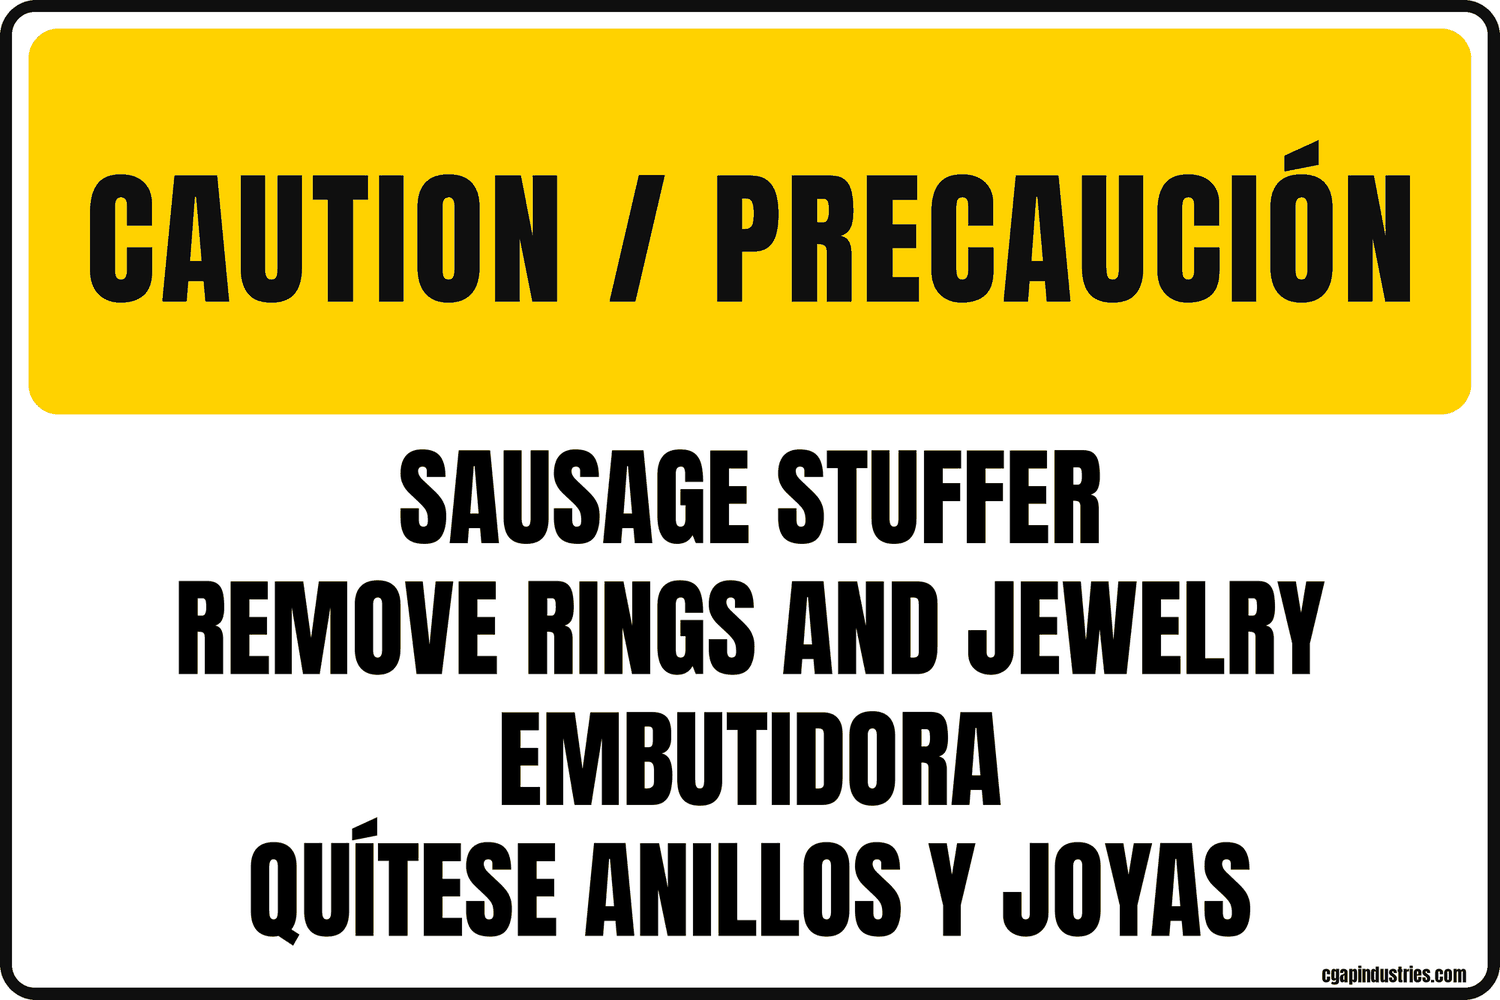 CAUTION / PRECAUCIÓN
SAUSAGE STUFFER
REMOVE RINGS AND JEWELRY
EMBUTIDORA
QUÍTESE ANILLOS Y JOYAS
cgapindustries.com